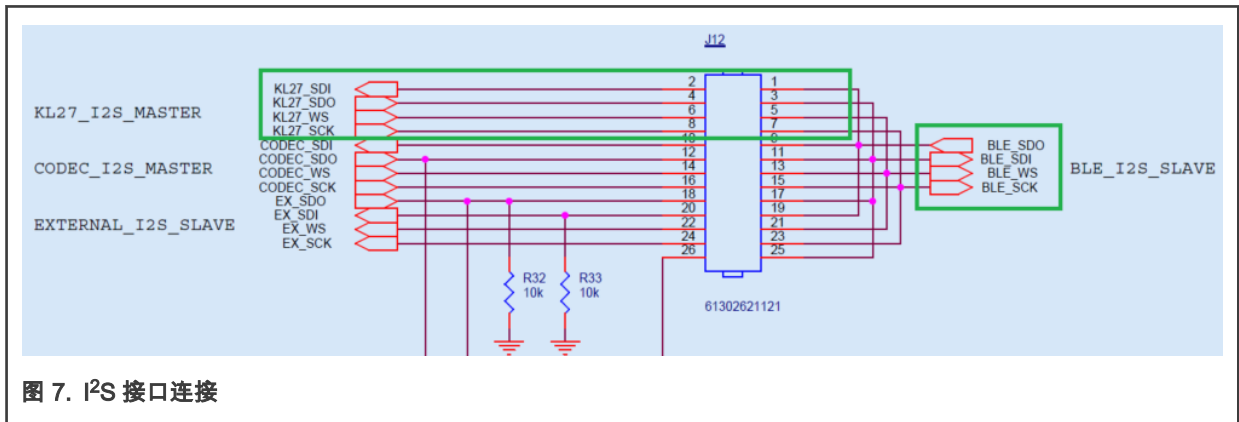 J12
KL27_I2S_MASTER
KL27_SDI 2 1
KL27_SDO 4 3
KL27_WS 6 5
KL27_SCK 8 7
CODEC_I2S_MASTER
CODEC_SDI 10 9 BLE_SDO
CODEC_SDO 12 11 BLE_SDI
CODEC_WS 14 13 BLE_WS
CODEC_SCK 16 15 BLE_SCK
BLE_I2S_SLAVE
EXTERNAL_I2S_SLAVE
EX_SDO 18 17
EX_SDI 20 19
EX_WS 22 21
EX_SCK 24 23
26 25
R32 R33
10k 10k
61302621121
图 7. I²S 接口连接